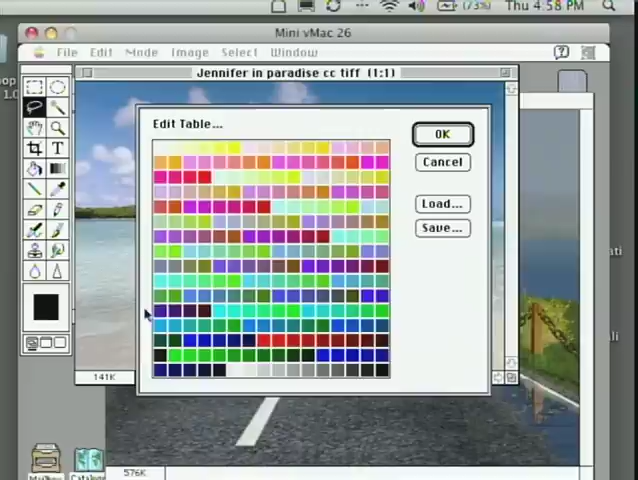 (73%) Thu 4:58 PM
Mini vMac 26
File Edit Mode Image Select Window
Jennifer in paradise cc tiff (1:1)
Edit Table...
OK
Cancel
Load...
Save...
T
141K
576K